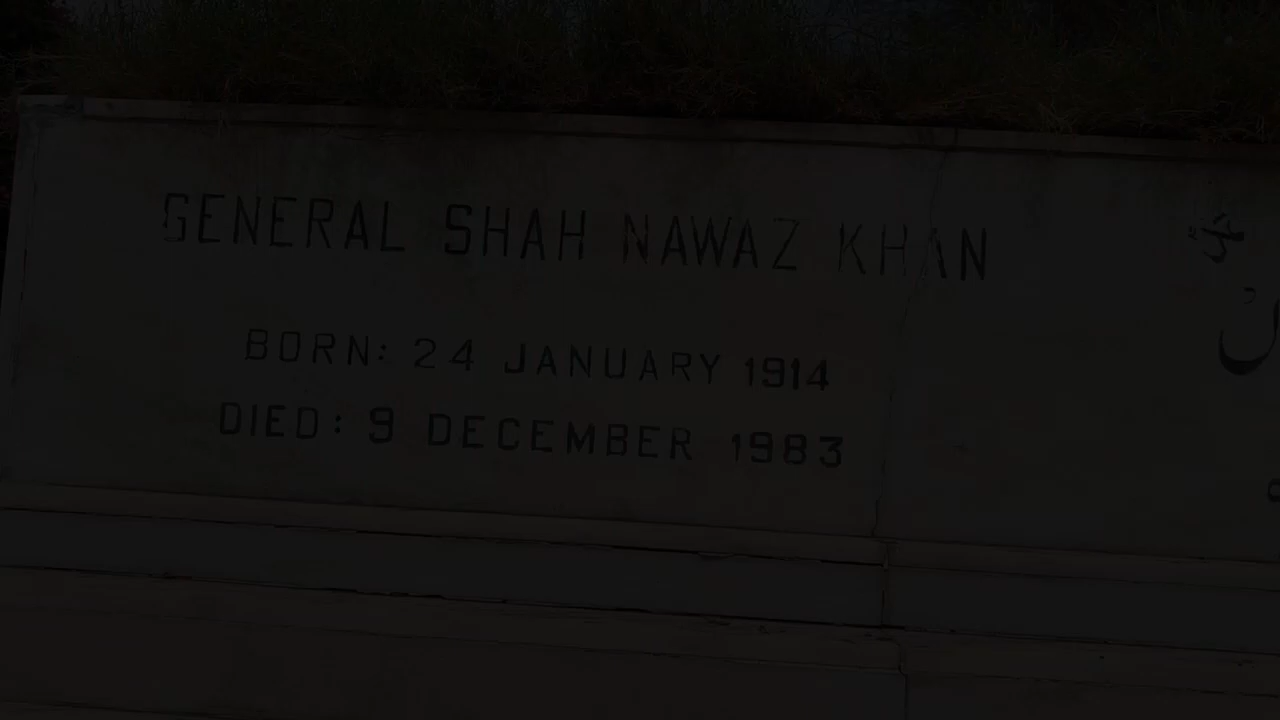 GENERAL SHAH NAWAZ KHAN
BORN: 24 JANUARY 1914
DIED: 9 DECEMBER 1983